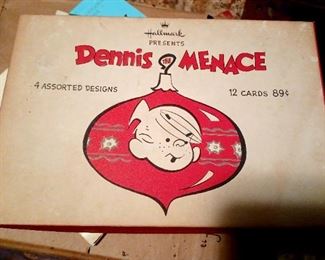 Hallmark
PRESENTS
Dennis THE MENACE
4 ASSORTED DESIGNS
12 CARDS 89¢